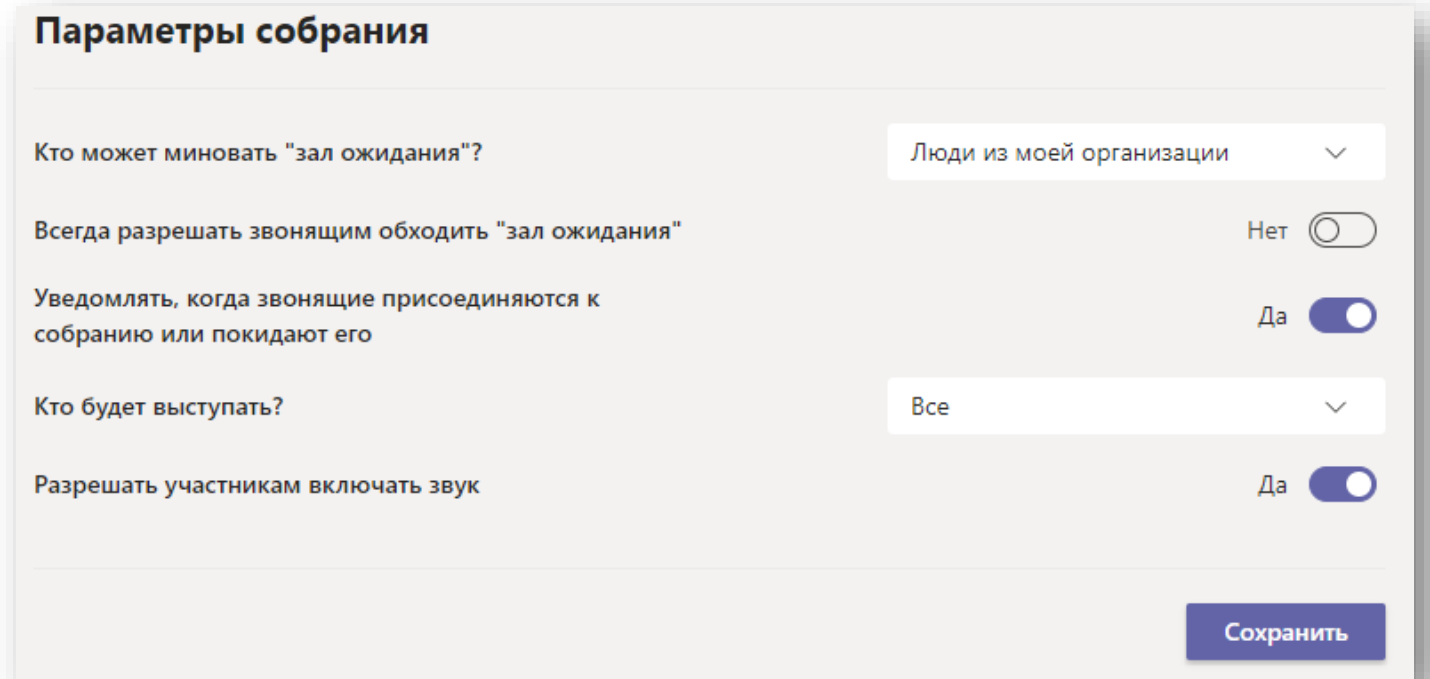 Параметры собрания
Кто может миновать "зал ожидания"?
Люди из моей организации
Всегда разрешать звонящим обходить "зал ожидания"
Нет
Уведомлять, когда звонящие присоединяются к
собранию или покидают его
Да
Кто будет выступать?
Все
Разрешать участникам включать звук
Да
Сохранить